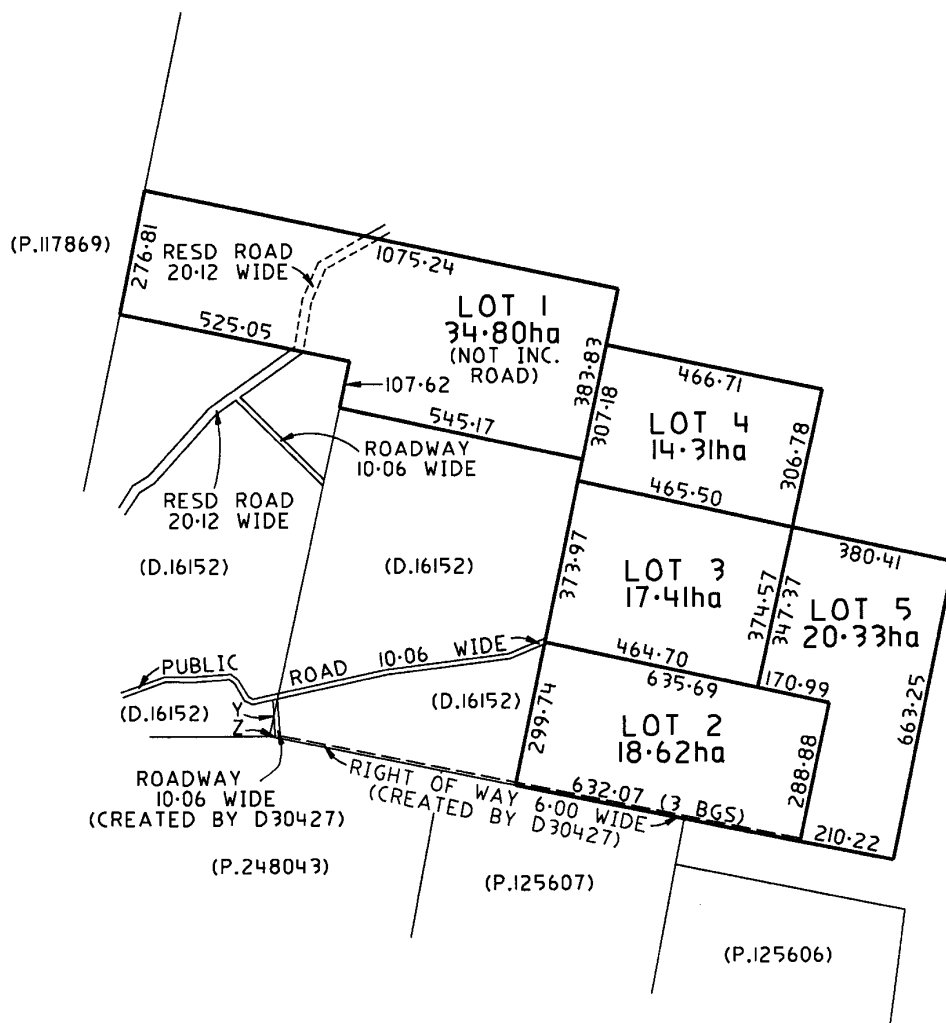 (P.117869)
276·81
RESD ROAD
20·12 WIDE
1075·24
525·05
LOT 1
34·80ha
(NOT INC.
ROAD)
383·83
107·62
545·17
307·18
466·71
LOT 4
14·31ha
306·78
ROADWAY
10·06 WIDE
RESD ROAD
20·12 WIDE
465·50
(D.16152)
(D.16152)
373·97
LOT 3
17·41ha
374·57
347·37
380·41
LOT 5
20·33ha
663·25
PUBLIC
ROAD
10·06
WIDE
464·70
635·69
170·99
(D.16152)
Y
Z
(D.16152)
299·74
LOT 2
18·62ha
288·88
ROADWAY
10·06 WIDE
(CREATED BY D30427)
RIGHT OF WAY 6·00 WIDE
(CREATED BY D30427)
632·07 (3 BGS)
210·22
(P.248043)
(P.125607)
(P.125606)